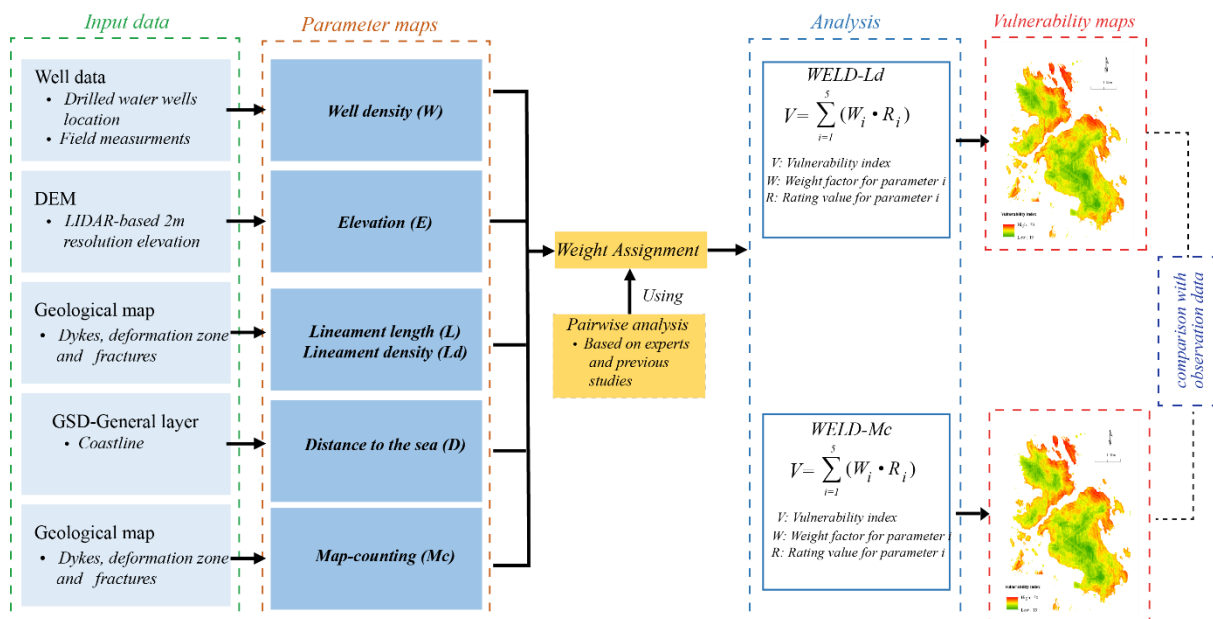 Input data
Parameter maps
Analysis
Vulnerability maps
Well data
• Drilled water wells
location
• Field measurments
Well density (W)
DEM
• LIDAR-based 2m
resolution elevation
Elevation (E)
Geological map
• Dykes, deformation zone
and fractures
Lineament length (L)
Lineament density (Ld)
GSD-General layer
• Coastline
Distance to the sea (D)
Geological map
• Dykes, deformation zone
and fractures
Map-counting (Mc)
Weight Assignment
Using
Pairwise analysis
• Based on experts
and previous
studies
WELD-Ld
V= ∑ i=1 5 (W i • R i )
V: Vulnerability index
W: Weight factor for parameter i
R: Rating value for parameter i
WELD-Mc
V= ∑ i=1 5 (W i • R i )
V: Vulnerability index
W: Weight factor for parameter i
R: Rating value for parameter i
Vulnerability index
Vulnerability index
comparison with
observation data